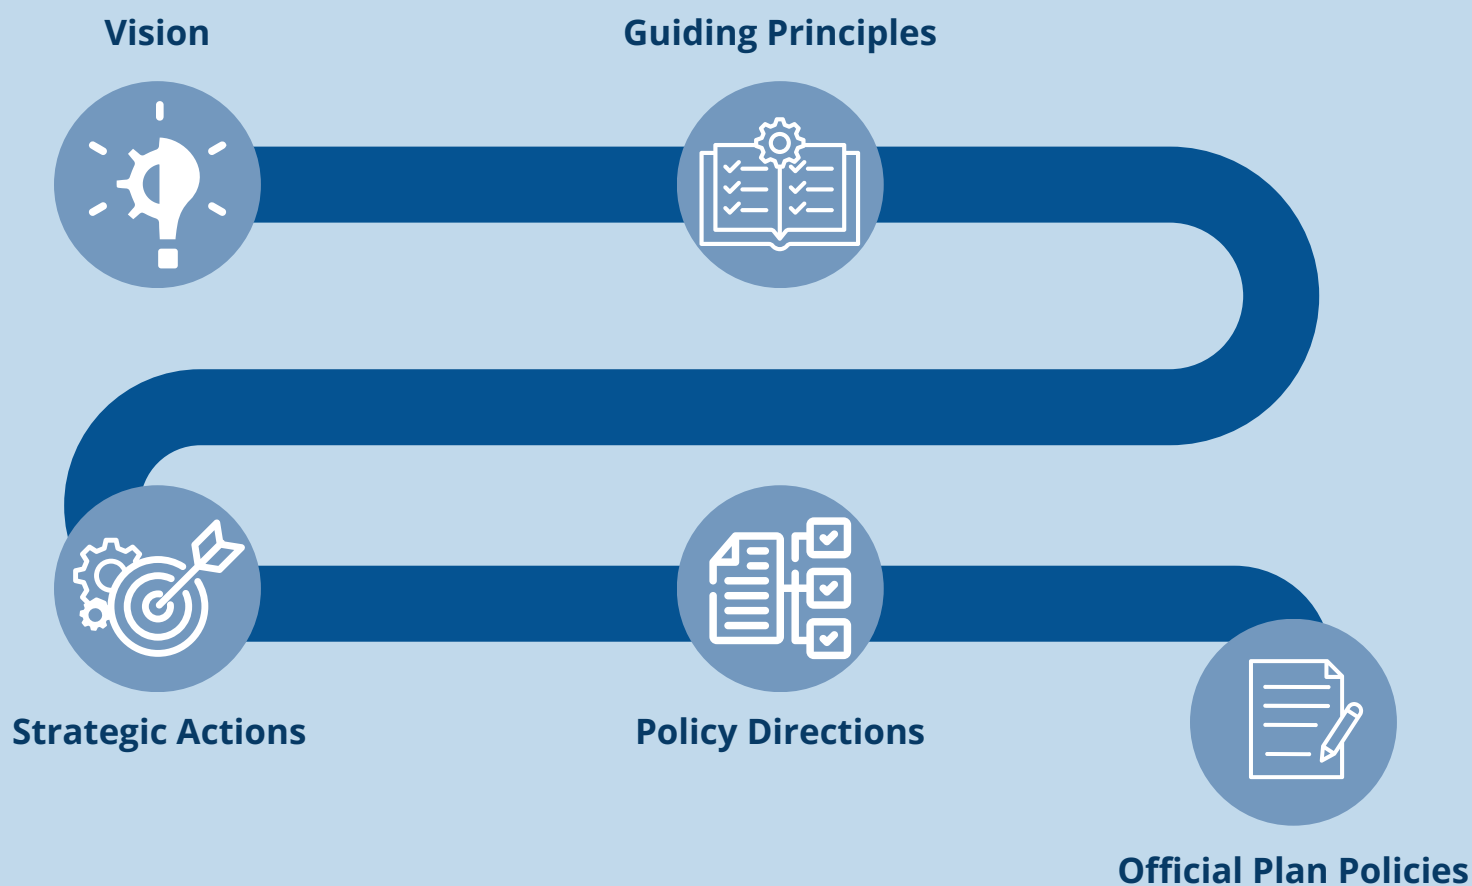 Vision
Guiding Principles
Strategic Actions
Policy Directions
Official Plan Policies